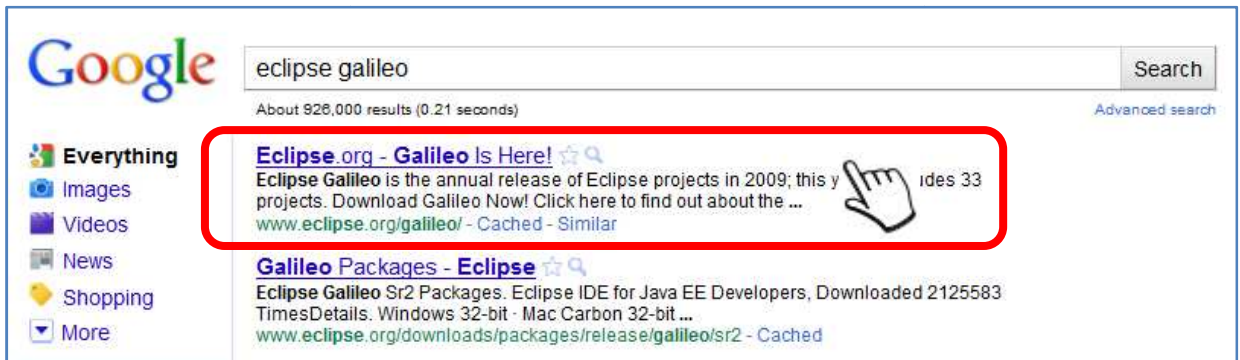 Google
eclipse galileo
Search
About 926,000 results (0.21 seconds)
Advanced search
Everything
Images
Videos
News
Shopping
More
Eclipse.org - Galileo Is Here!
Eclipse Galileo is the annual release of Eclipse projects in 2009; this 33
projects. Download Galileo Now! Click here to find out about the ...
www.eclipse.org/galileo/ - Cached - Similar
Galileo Packages - Eclipse
Eclipse Galileo Sr2 Packages. Eclipse IDE for Java EE Developers, Downloaded 2125583
TimesDetails. Windows 32-bit · Mac Carbon 32-bit ...
www.eclipse.org/downloads/packages/release/galileo/sr2 - Cached